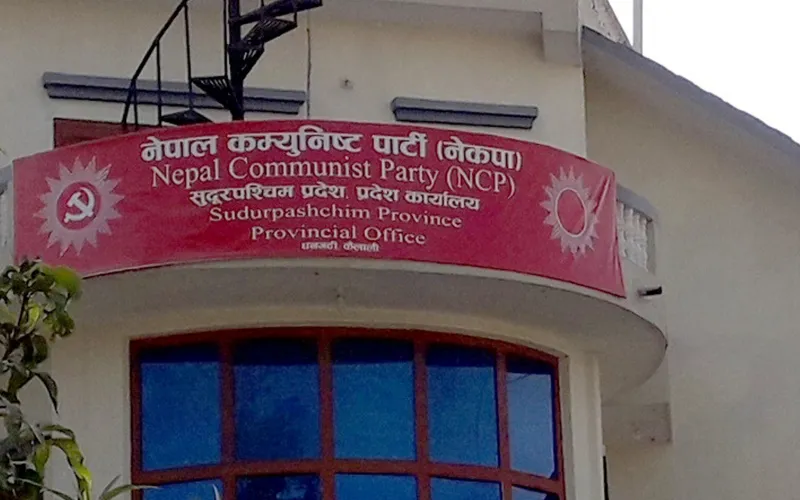 नेपाल कम्युनिष्ट पार्टी (नेकपा)
Nepal Communist Party (NCP)
सुदूरपश्चिम प्रदेश, प्रदेश कार्यालय
Sudurpashchim Province
Provincial Office
धनगढी, कैलाली